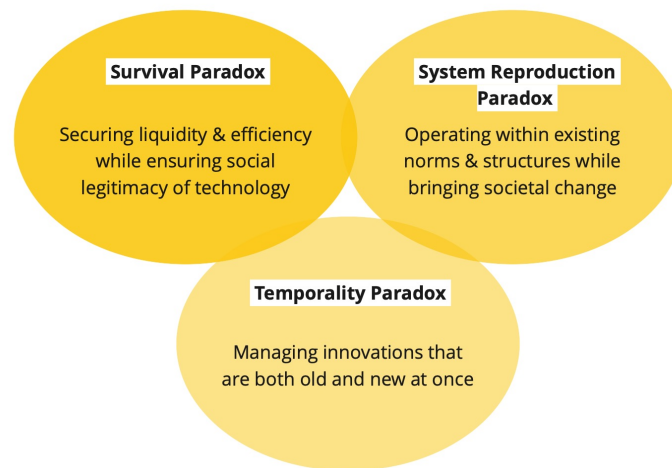 Survival Paradox
Securing liquidity & efficiency
while ensuring social
legitimacy of technology
System Reproduction
Paradox
Operating within existing
norms & structures while
bringing societal change
Temporality Paradox
Managing innovations that
are both old and new at once